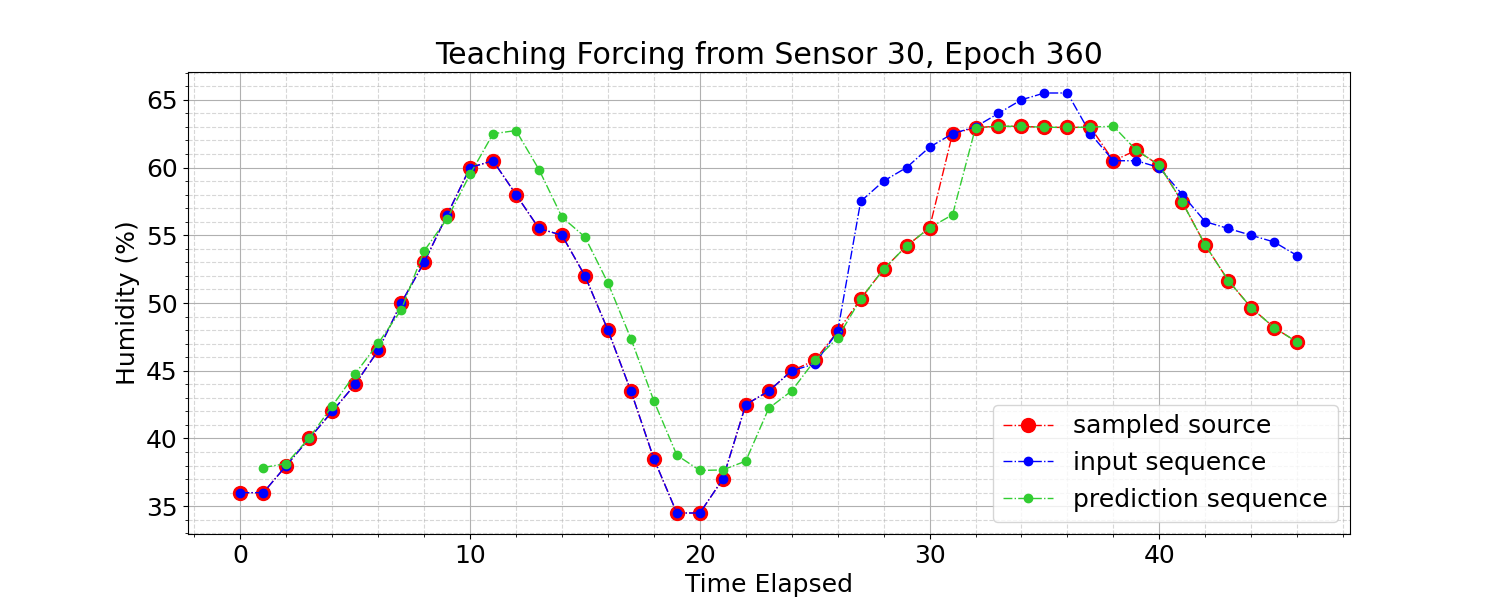 Teaching Forcing from Sensor 30, Epoch 360
Humidity (%)
65
60
55
50
45
40
35
sampled source
input sequence
prediction sequence
0 10 20 30 40
Time Elapsed